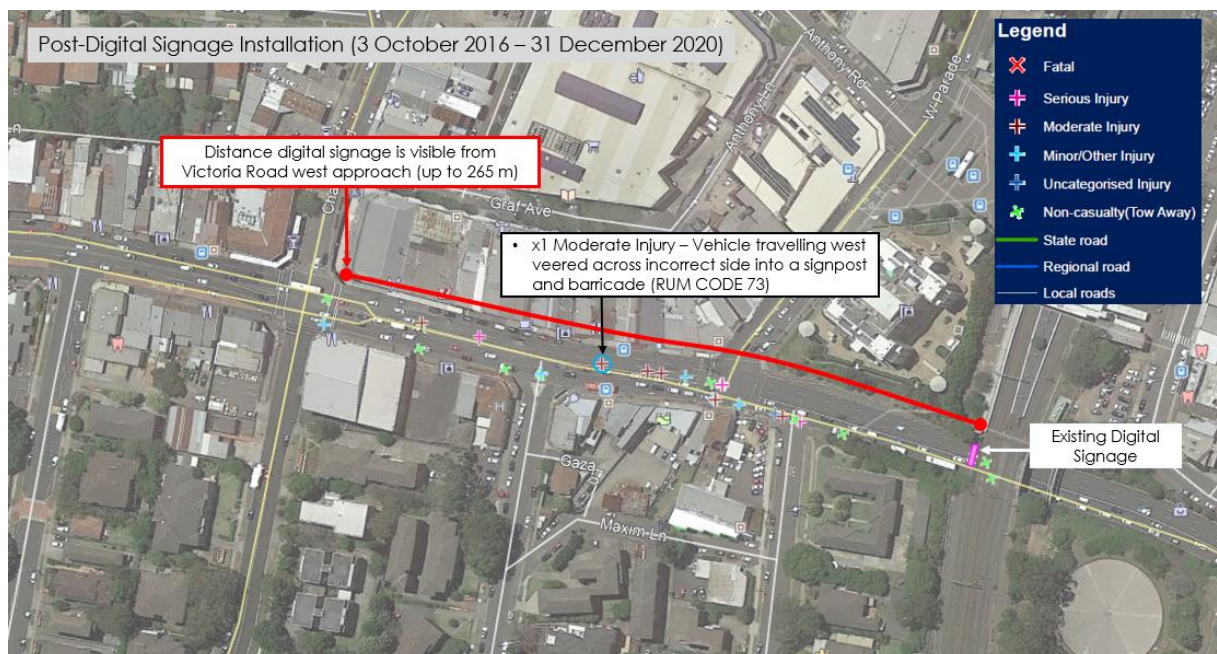 Post-Digital Signage Installation (3 October 2016 – 31 December 2020)
Legend
Fatal
Serious Injury
Moderate Injury
Minor/Other Injury
Uncategorised Injury
Non-casualty(Tow Away)
State road
Regional road
Local roads
Anthony Rd
W-Parade
Anthony Ln
Distance digital signage is visible from
Victoria Road west approach (up to 265 m)
Graf Ave
• x1 Moderate Injury – Vehicle travelling west
veered across incorrect side into a signpost
and barricade (RUM CODE 73)
Existing Digital
Signage
Gaza
Maxim Ln